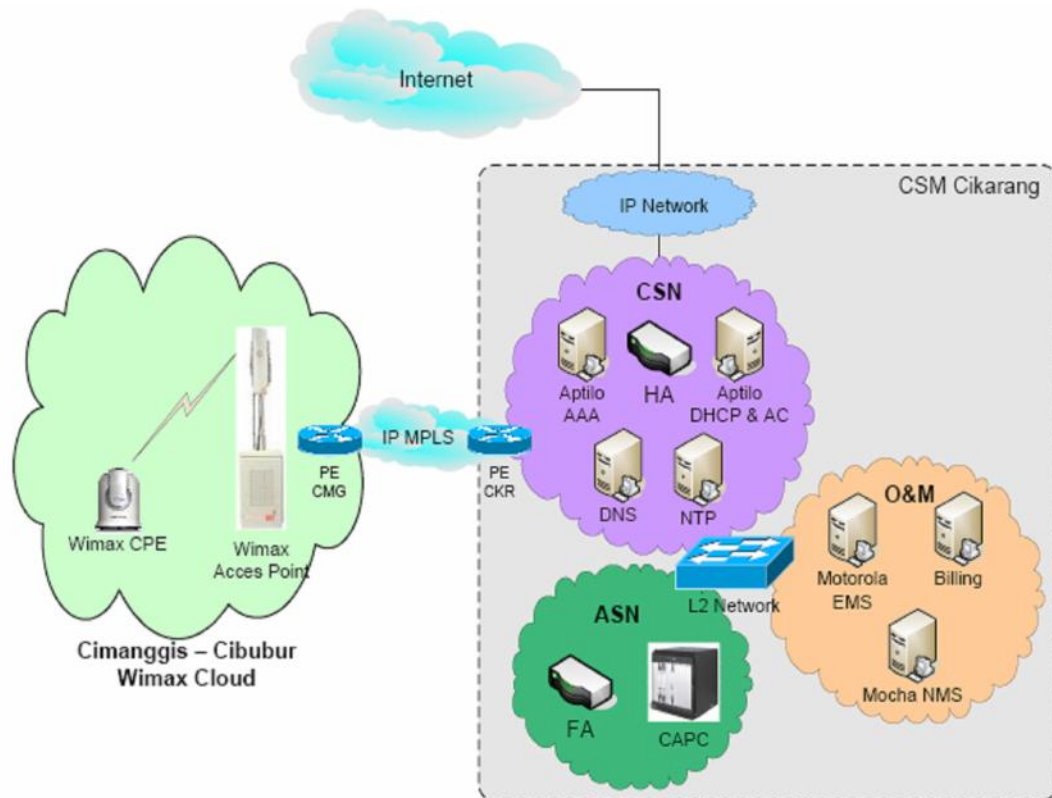 Internet
CSM Cikarang
IP Network
CSN
Aptilo
AAA
HA
Aptilo
DHCP & AC
DNS
NTP
IP MPLS
PE
CMG
PE
CKR
Wimax CPE
Wimax
Acces Point
Cimanggis – Cibubur
Wimax Cloud
O&M
Motorola
EMS
Billing
Mocha NMS
L2 Network
ASN
FA
CAPC